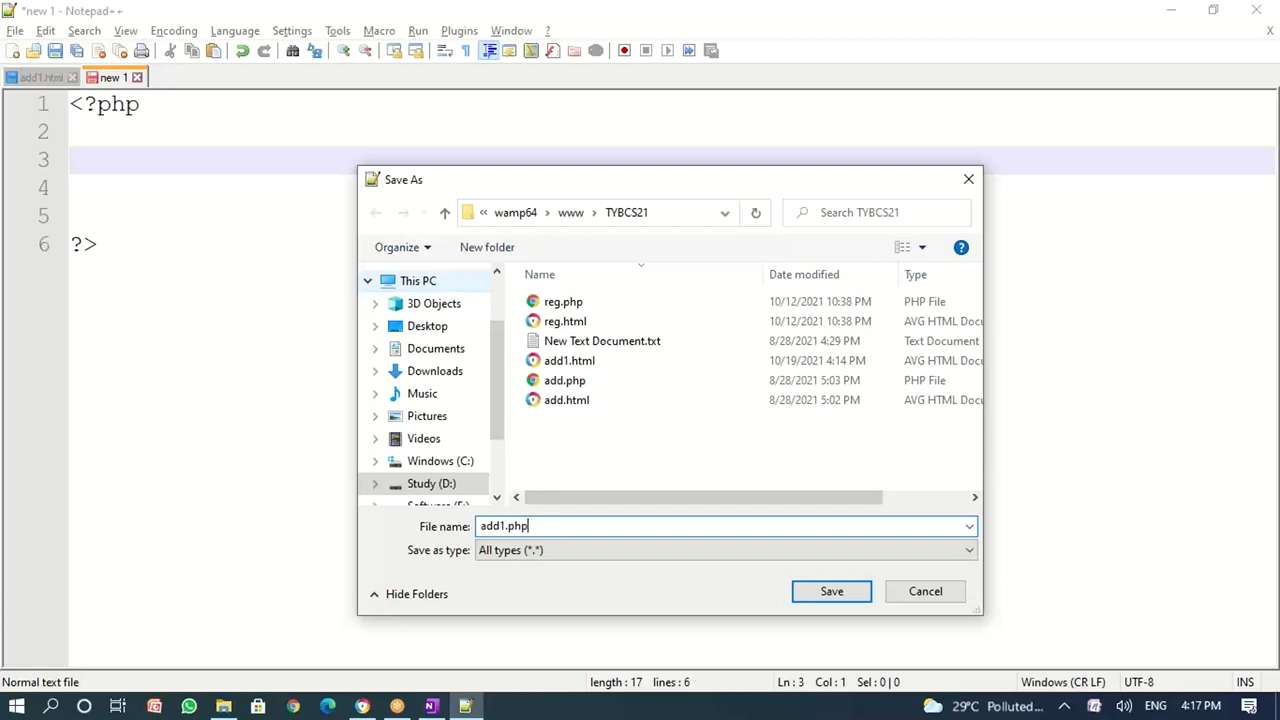 *new 1 - Notepad++
File Edit Search View Encoding Language Settings Tools Macro Run Plugins Window ?
X
add1.html new 1
1 <?php
2
3
4
5
6 ?>
Save As
« wamp64 › www › TYBCS21
Search TYBCS21
Organize New folder
Name Date modified Type
This PC
3D Objects
Desktop
Documents
Downloads
Music
Pictures
Videos
Windows (C:)
Study (D:)
reg.php 10/12/2021 10:38 PM PHP File
reg.html 10/12/2021 10:38 PM AVG HTML Docu
New Text Document.txt 8/28/2021 4:29 PM Text Document
add1.html 10/19/2021 4:14 PM AVG HTML Docu
add.php 8/28/2021 5:03 PM PHP File
add.html 8/28/2021 5:02 PM AVG HTML Docu
File name: add1.php
Save as type: All types (*.*)
Hide Folders
Save Cancel
Normal text file length : 17 lines : 6 Ln : 3 Col : 1 Sel : 0 | 0 Windows (CR LF) UTF-8 INS
29°C Polluted... ENG 4:17 PM